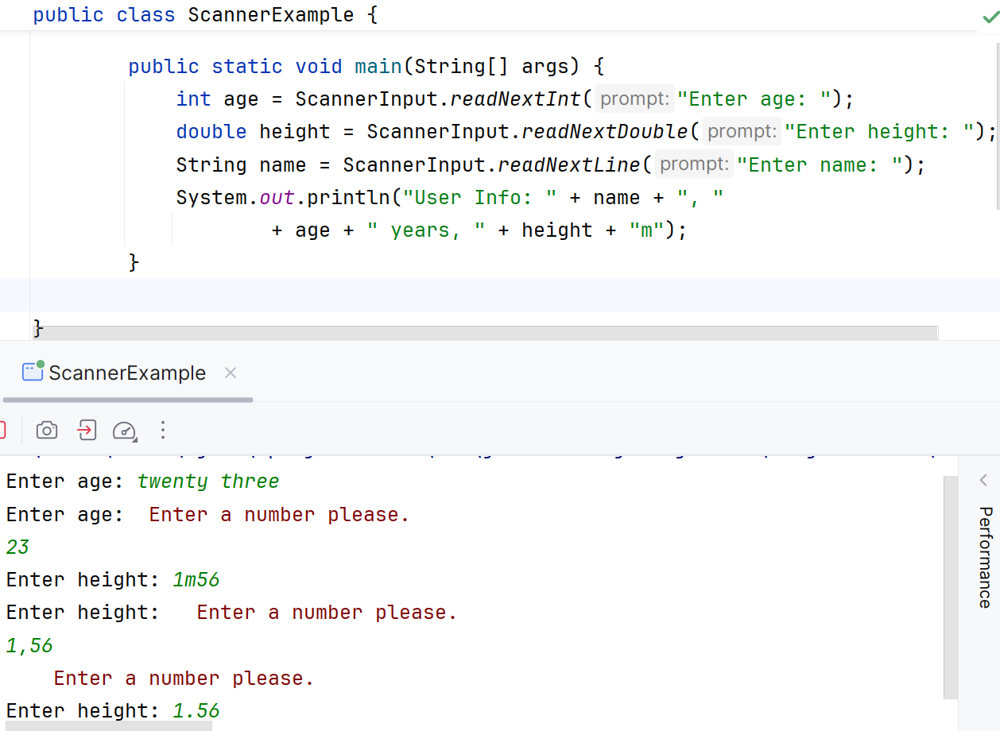 public class ScannerExample {
public static void main(String[] args) {
int age = ScannerInput.readNextInt( prompt: "Enter age: ");
double height = ScannerInput.readNextDouble( prompt: "Enter height: ");
String name = ScannerInput.readNextLine( prompt: "Enter name: ");
System.out.println("User Info: " + name + ", "
+ age + " years, " + height + "m");
}
}
ScannerExample
Enter age: twenty three
Enter age:  Enter a number please.
23
Enter height: 1m56
Enter height:   Enter a number please.
1,56
Enter a number please.
Enter height: 1.56
Performance